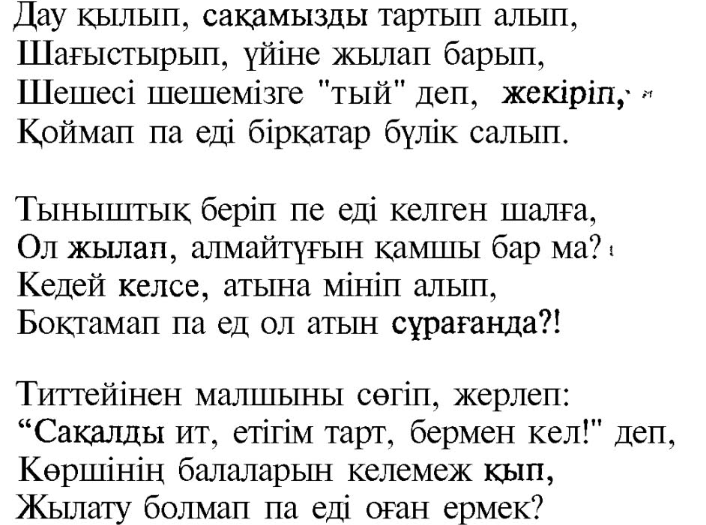 Дау қылып, сақамызды тартып алып,
Шағыстырып, үйіне жылап барып,
Шешесі шешемізге "тый" деп, жекіріп,
Қоймап па еді бірқатар бүлік салып.

Тыныштық беріп пе еді келген шалға,
Ол жылап, алмайтұғын қамшы бар ма?
Кедей келсе, атына мініп алып,
Боқтамап па ед ол атын сұрағанда?!

Титтейінен малшыны сөгіп, жерлеп:
“Сақалды ит, етігім тарт, бермен кел!" деп,
Көршінің балаларын келемеж қып,
Жылату болмап па еді оған ермек?